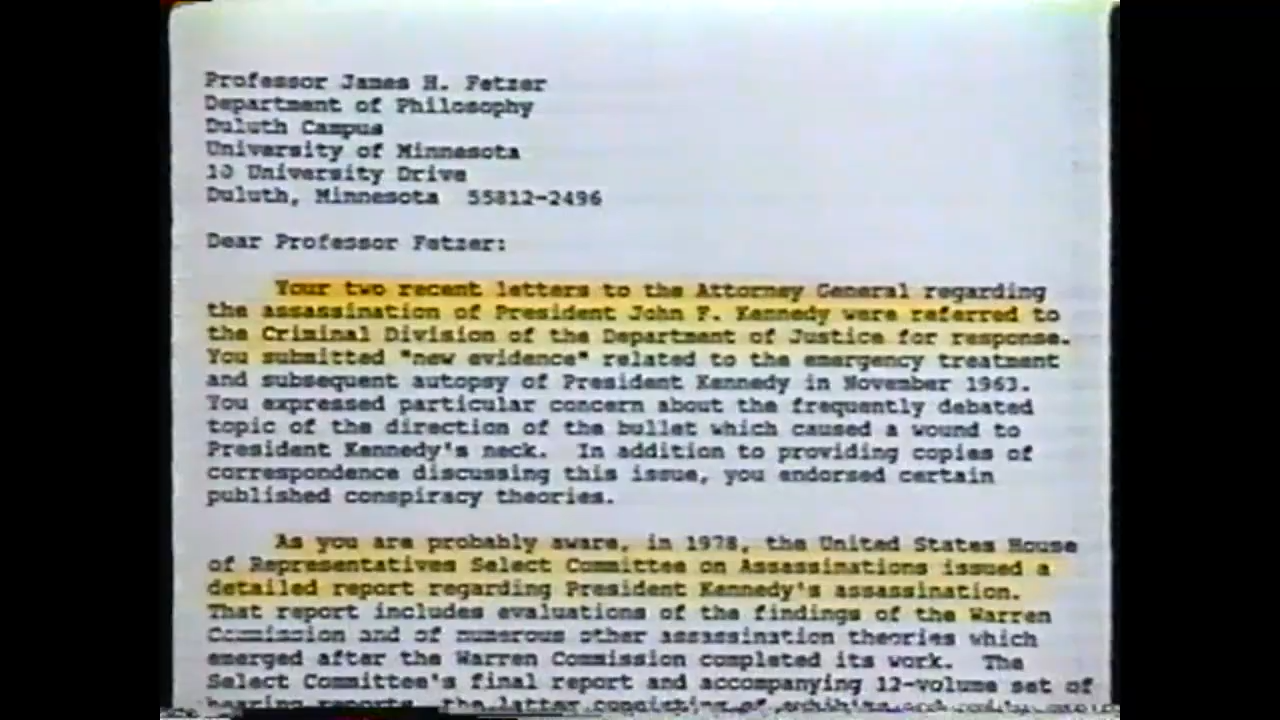 Professor James H. Fetzer
Department of Philosophy
Duluth Campus
University of Minnesota
10 University Drive
Duluth, Minnesota 55812-2496
Dear Professor Fetzer:
Your two recent letters to the Attorney General regarding
the assassination of President John F. Kennedy were referred to
the Criminal Division of the Department of Justice for response.
You submitted "new evidence" related to the emergency treatment
and subsequent autopsy of President Kennedy in November 1963.
You expressed particular concern about the frequently debated
topic of the direction of the bullet which caused a wound to
President Kennedy's neck. In addition to providing copies of
correspondence discussing this issue, you endorsed certain
published conspiracy theories.
As you are probably aware, in 1978, the United States House
of Representatives Select Committee on Assassinations issued a
detailed report regarding President Kennedy's assassination.
That report includes evaluations of the findings of the Warren
Commission and of numerous other assassination theories which
emerged after the Warren Commission completed its work. The
Select Committee's final report and accompanying 12-volume set of
hearing reports, the latter consisting of exhibits and